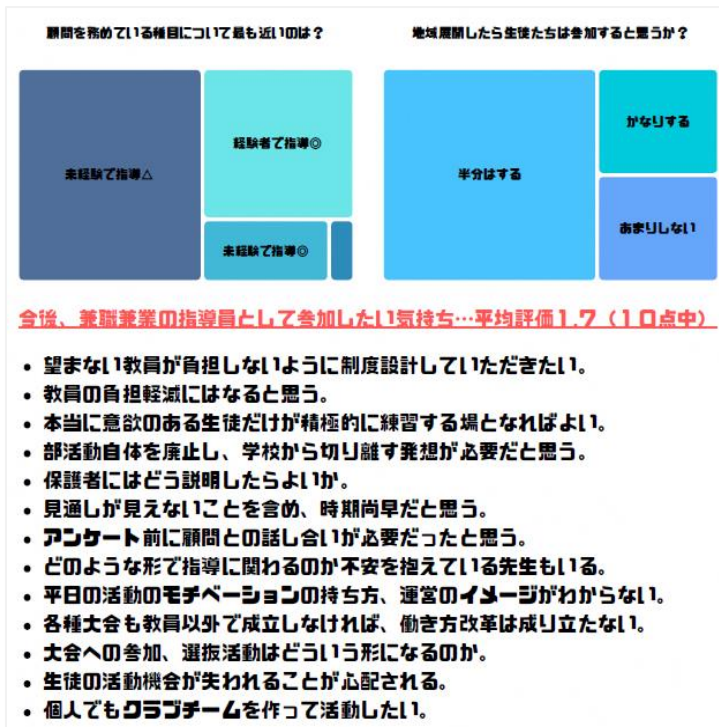 顧問を務めている種目について最も近いのは？
地域展開したら生徒たちは参加すると思うか？
未経験で指導△
経験者で指導◎
未経験で指導◎
半分はする
かなりする
あまりしない
今後、兼職兼業の指導員として参加したい気持ち…平均評価1.7（10点中）
• 望まない教員が負担しないように制度設計していただきたい。
• 教員の負担軽減にはなると思う。
• 本当に意欲のある生徒だけが積極的に練習する場となればよい。
• 部活動自体を廃止し、学校から切り離す発想が必要だと思う。
• 保護者にはどう説明したらよいか。
• 見通しが見えないことを含め、時期尚早だと思う。
• アンケート前に顧問との話し合いが必要だったと思う。
• どのような形で指導に関わるのか不安を抱えている先生もいる。
• 平日の活動のモチベーションの持ち方、運営のイメージがわからない。
• 各種大会も教員以外で成立しなければ、働き方改革は成り立たない。
• 大会への参加、選抜活動はどういう形になるのか。
• 生徒の活動機会が失われることが心配される。
• 個人でもクラブチームを作って活動したい。